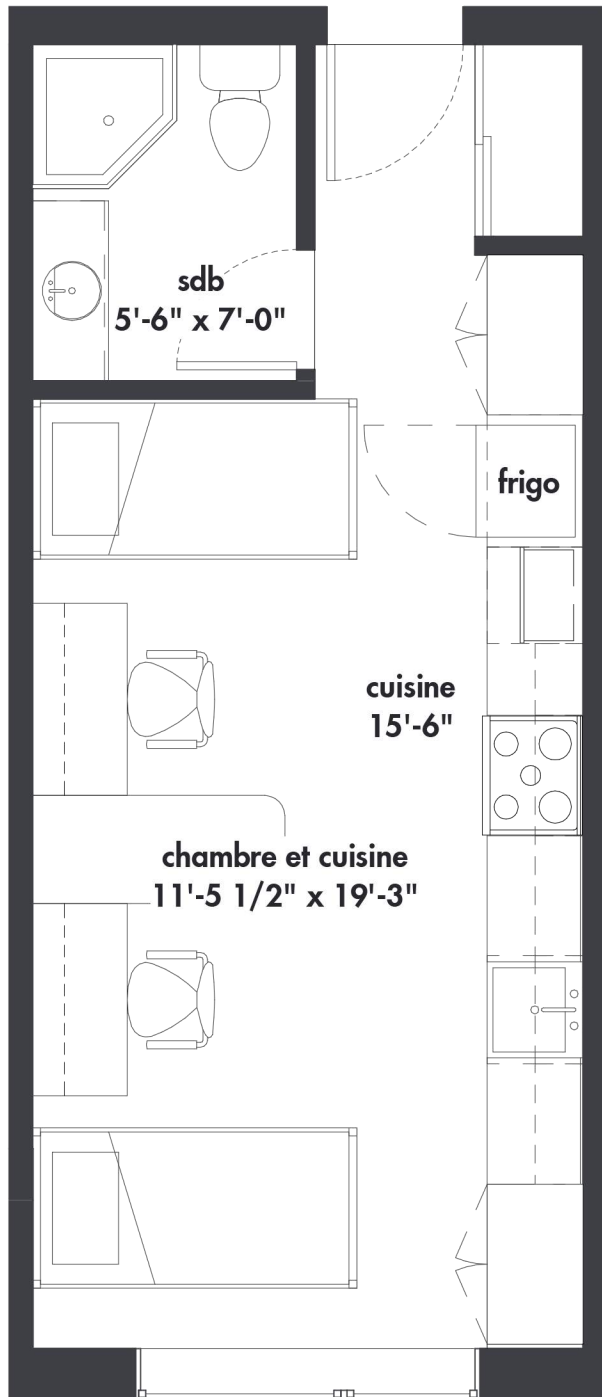 sdb
5'-6" x 7'-0"
frigo
cuisine
15'-6"
chambre et cuisine
11'-5 1/2" x 19'-3"